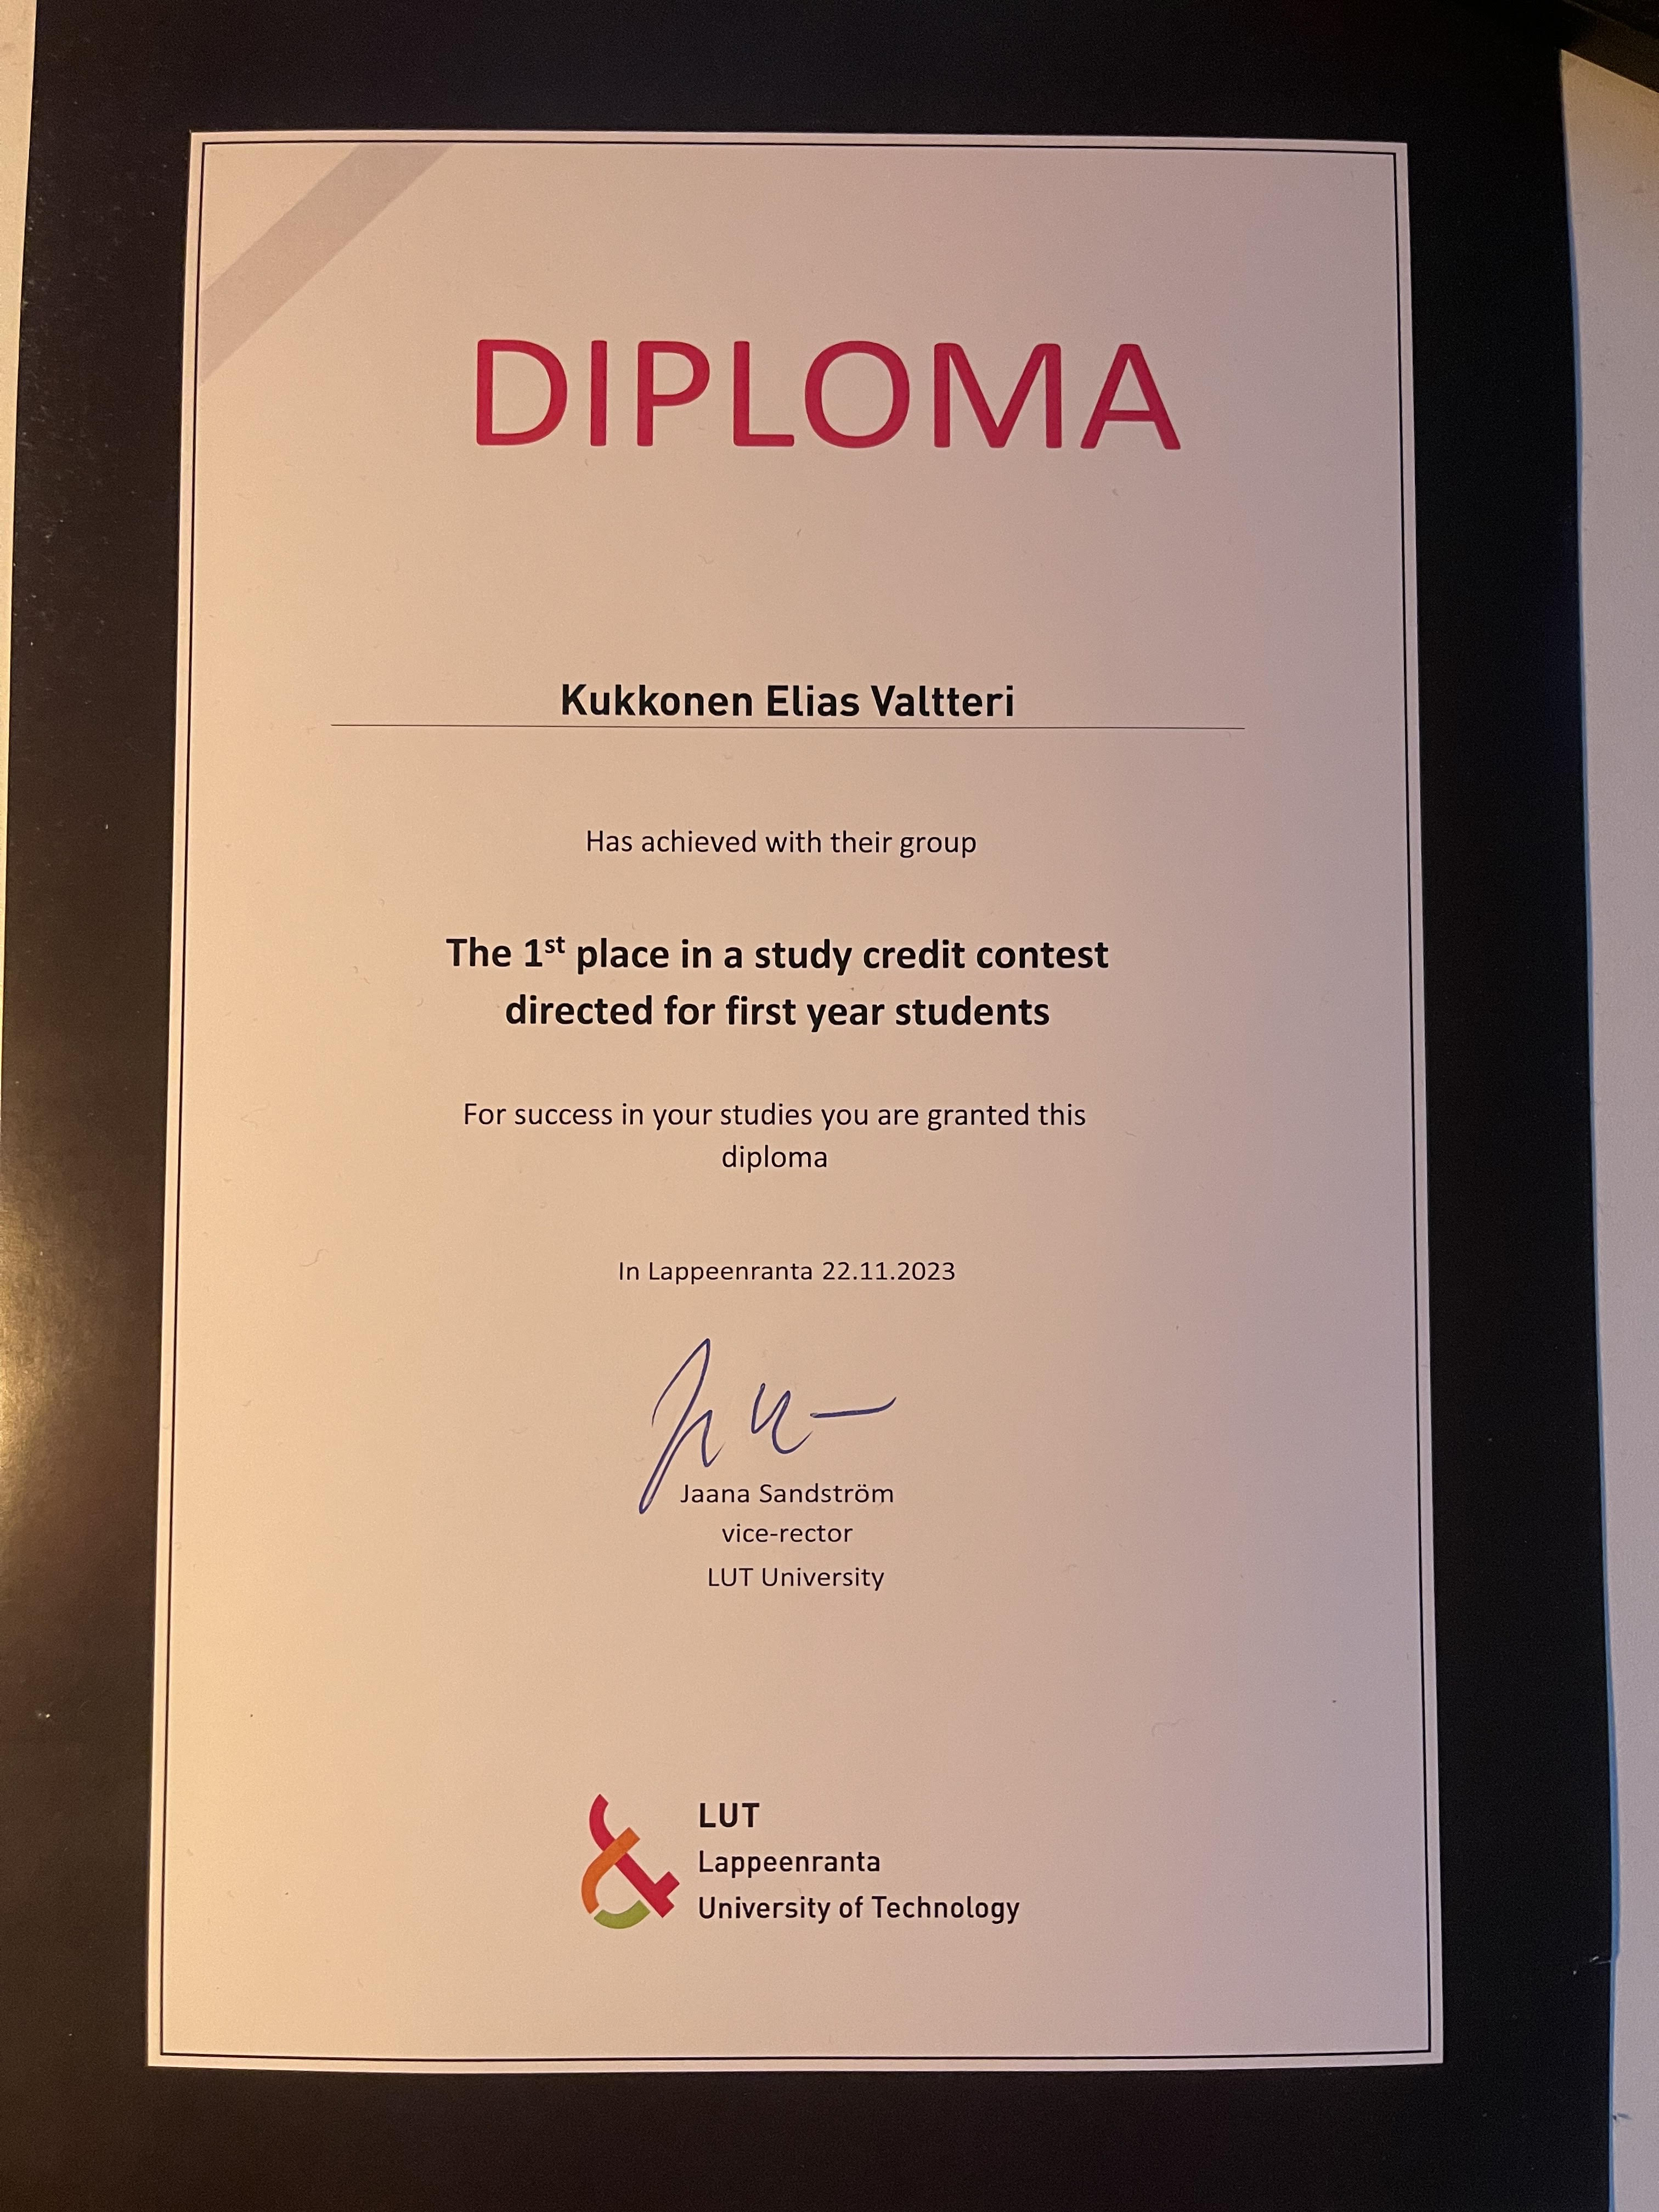 DIPLOMA
Kukkonen Elias Valtteri
Has achieved with their group
The 1st place in a study credit contest
directed for first year students
For success in your studies you are granted this
diploma
In Lappeenranta 22.11.2023
Jaana Sandström
vice-rector
LUT University
LUT
Lappeenranta
University of Technology